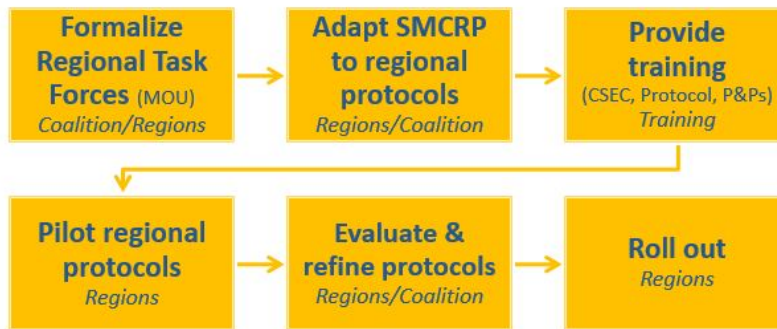 Formalize
Regional Task
Forces (MOU)
Coalition/Regions
Adapt SMCRP
to regional
protocols
Regions/Coalition
Provide
training
(CSEC, Protocol, P&Ps)
Training
Pilot regional
protocols
Regions
Evaluate &
refine protocols
Regions/Coalition
Roll out
Regions